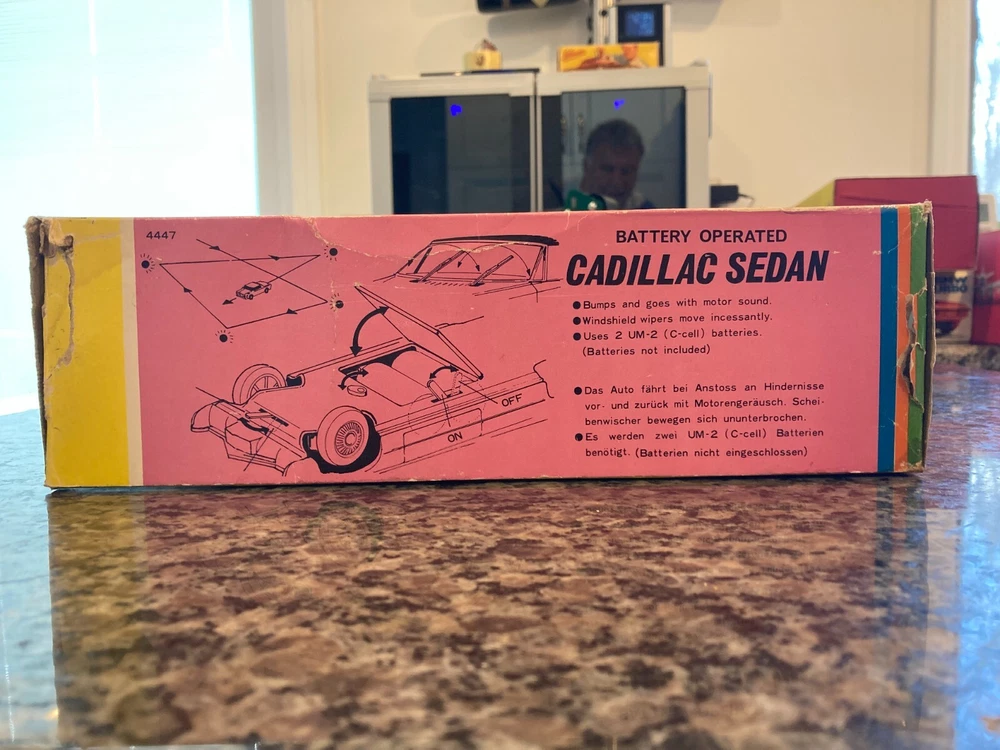 4447
BATTERY OPERATED
CADILLAC SEDAN
●Bumps and goes with motor sound.
●Windshield wipers move incessantly.
●Uses 2 UM-2 (C-cell) batteries.
(Batteries not included)
●Das Auto fährt bei Anstoss an Hindernisse
vor- und zurück mit Motorengeräusch. Schei-
benwischer bewegen sich ununterbrochen.
●Es werden zwei UM-2 (C-cell) Batterien
benötigt. (Batterien nicht eingeschlossen)
OFF
ON